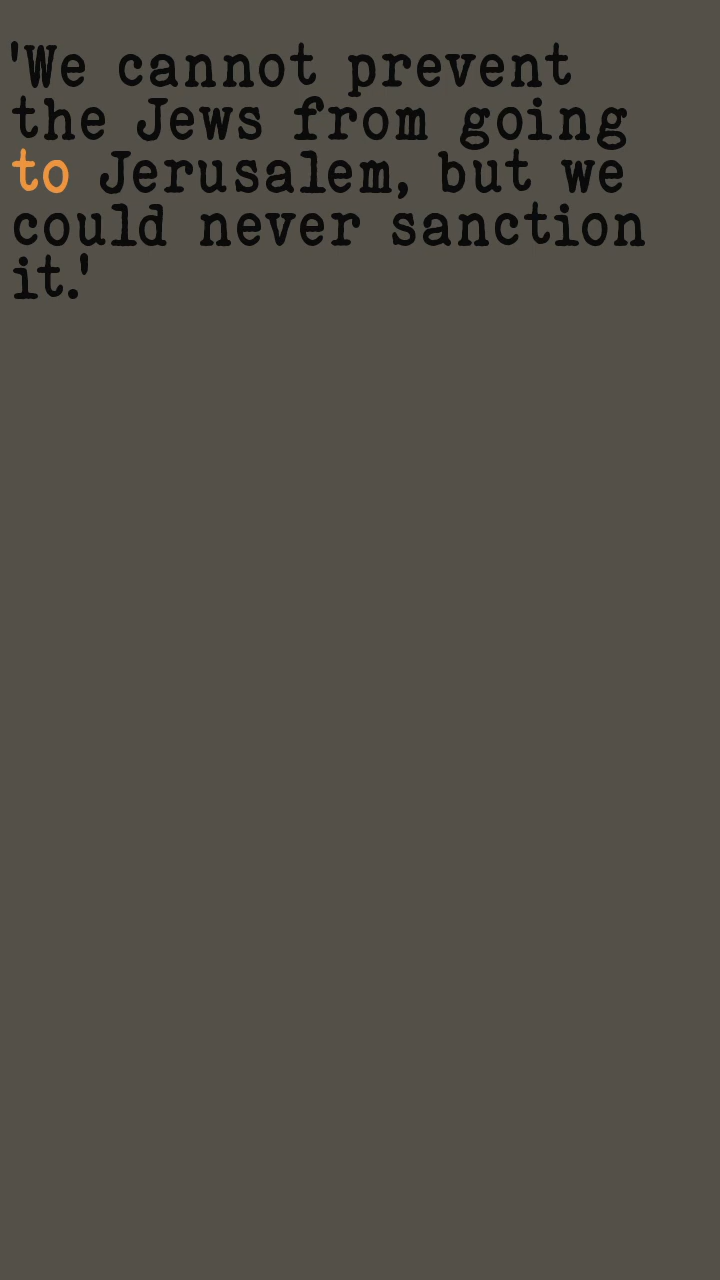 'We cannot prevent
the Jews from going
to Jerusalem, but we
could never sanction
it.'